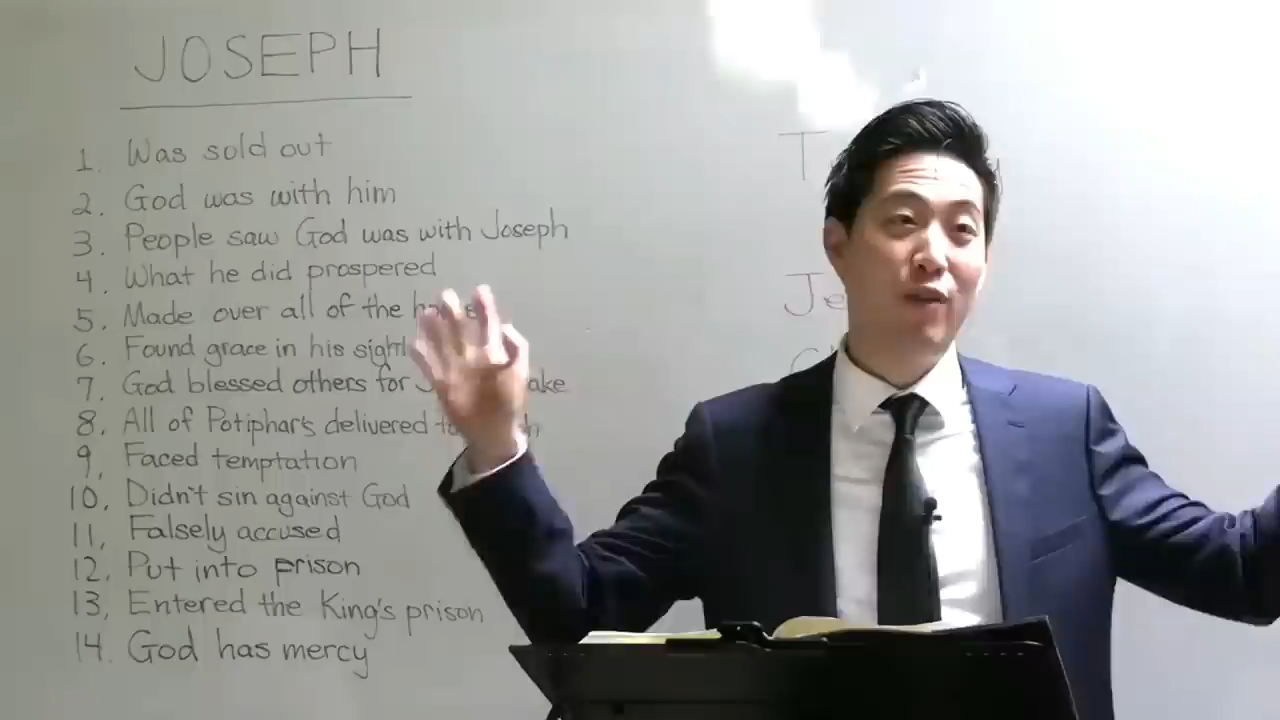 JOSEPH
1. Was sold out
2. God was with him
3. People saw God was with Joseph
4. What he did prospered
5. Made over all of the
6. Found grace in his sight
7. God blessed others for
8. All of Potiphar's delivered
9. Faced temptation
10. Didn't sin against God
11. Falsely accused
12. Put into prison
13. Entered the King's prison
14. God has mercy
T
Je